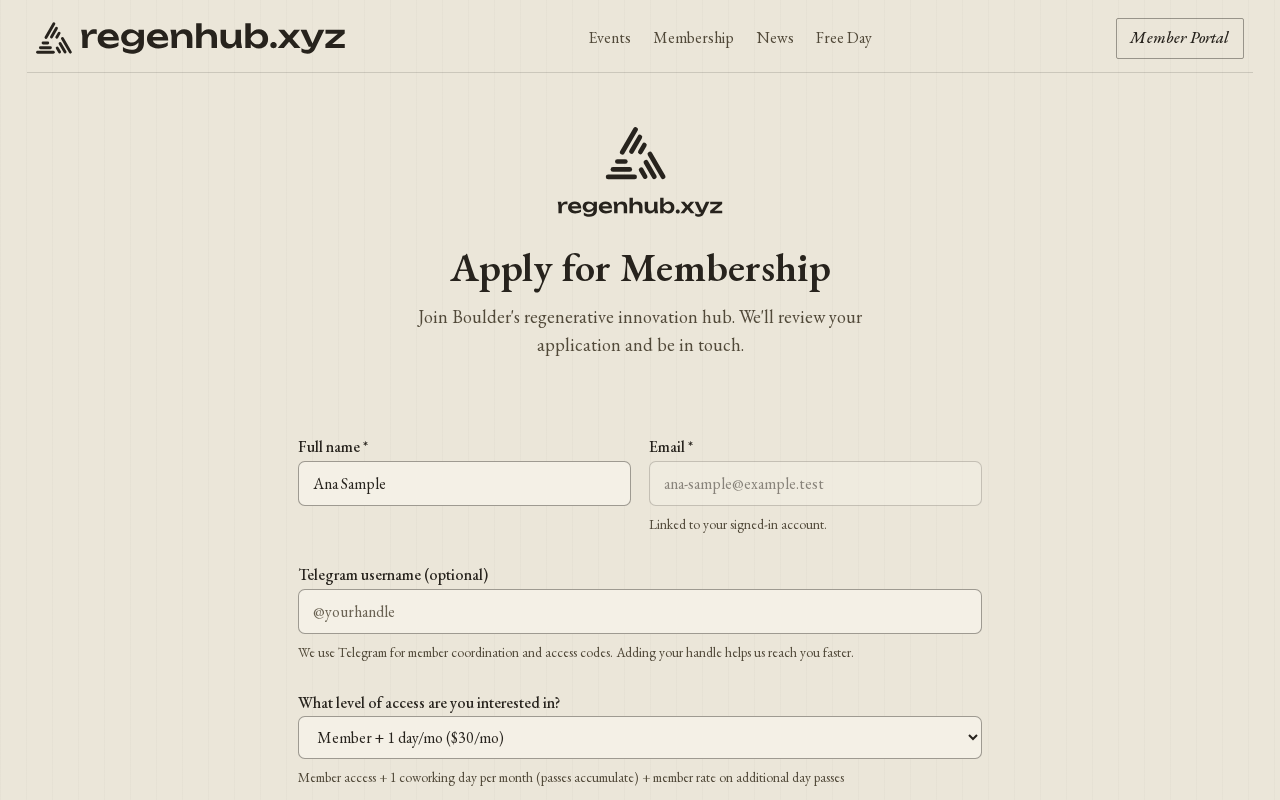 regenhub.xyz
Events Membership News Free Day
Member Portal
regenhub.xyz
Apply for Membership
Join Boulder's regenerative innovation hub. We'll review your
application and be in touch.
Full name *
Ana Sample
Email *
ana-sample@example.test
Linked to your signed-in account.
Telegram username (optional)
@yourhandle
We use Telegram for member coordination and access codes. Adding your handle helps us reach you faster.
What level of access are you interested in?
Member + 1 day/mo ($30/mo)
Member access + 1 coworking day per month (passes accumulate) + member rate on additional day passes